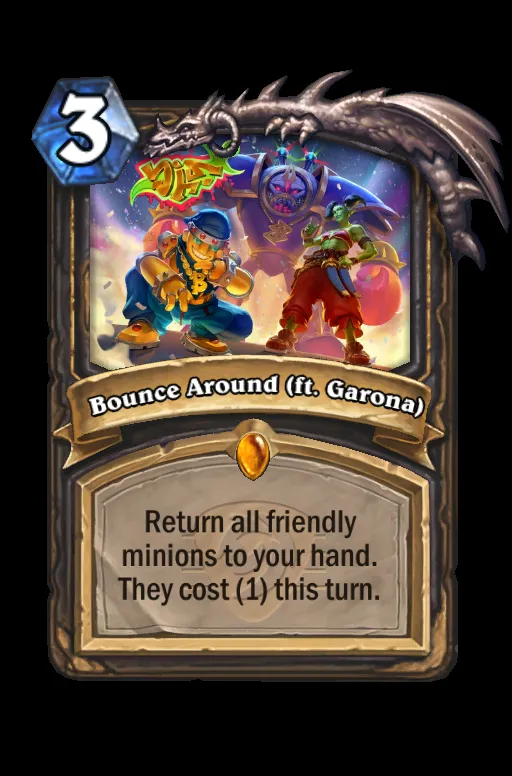 3
Bounce Around (ft. Garona)
Return all friendly
minions to your hand.
They cost (1) this turn.